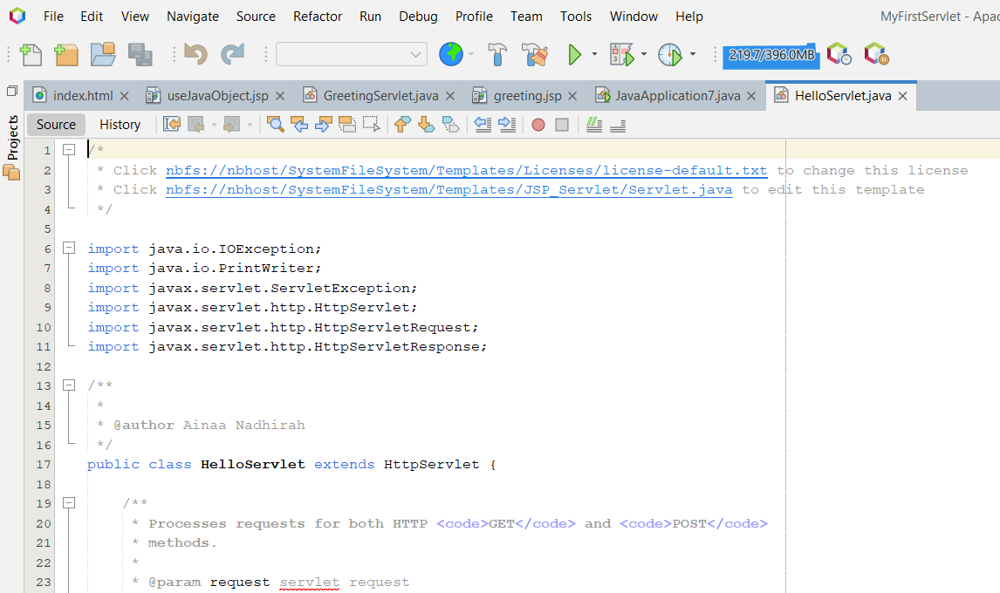 File Edit View Navigate Source Refactor Run Debug Profile Team Tools Window Help MyFirstServlet - Apac
219.7/396.0MB
index.html useJavaObject.jsp GreetingServlet.java greeting.jsp JavaApplication7.java HelloServlet.java
Projects
Source History
1 /*
2 * Click nbfs://nbhost/SystemFileSystem/Templates/Licenses/license-default.txt to change this license
3 * Click nbfs://nbhost/SystemFileSystem/Templates/JSP_Servlet/Servlet.java to edit this template
4 */
5
6 import java.io.IOException;
7 import java.io.PrintWriter;
8 import javax.servlet.ServletException;
9 import javax.servlet.http.HttpServlet;
10 import javax.servlet.http.HttpServletRequest;
11 import javax.servlet.http.HttpServletResponse;
12
13 /**
14 *
15 * @author Ainaa Nadhirah
16 */
17 public class HelloServlet extends HttpServlet {
18
19 /**
20 * Processes requests for both HTTP <code>GET</code> and <code>POST</code>
21 * methods.
22 *
23 * @param request servlet request